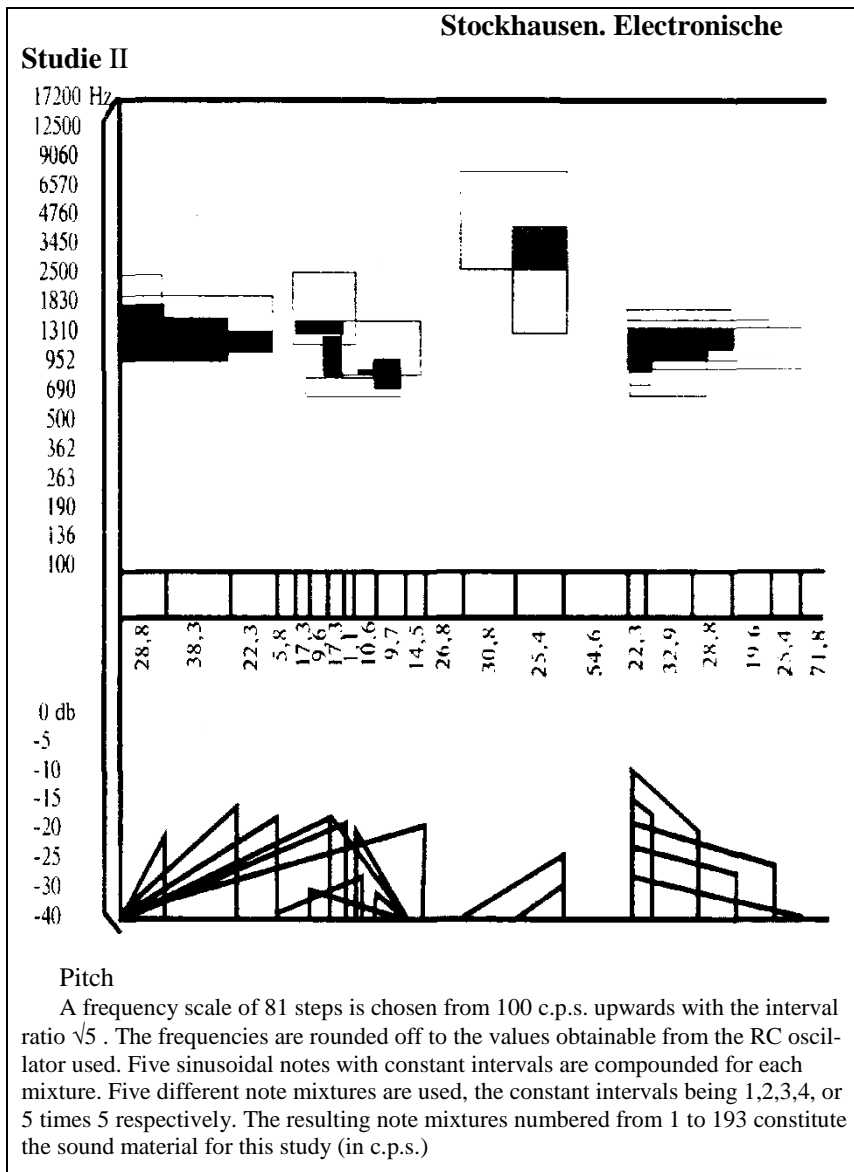 Stockhausen. Electronische
Studie II
17200 Hz
12500
9060
6570
4760
3450
2500
1830
1310
952
690
500
362
263
190
136
100
28,8 38,3 22,3 5,8 17,3 9,6 17,3 1,1 10,6 9,7 14,5 26,8 30,8 25,4 54,6 22,3 32,9 28,8 19,6 25,4 71,8
0 db
-5
-10
-15
-20
-25
-30
-40
Pitch
A frequency scale of 81 steps is chosen from 100 c.p.s. upwards with the interval
ratio √5 . The frequencies are rounded off to the values obtainable from the RC oscil-
lator used. Five sinusoidal notes with constant intervals are compounded for each
mixture. Five different note mixtures are used, the constant intervals being 1,2,3,4, or
5 times 5 respectively. The resulting note mixtures numbered from 1 to 193 constitute
the sound material for this study (in c.p.s.)